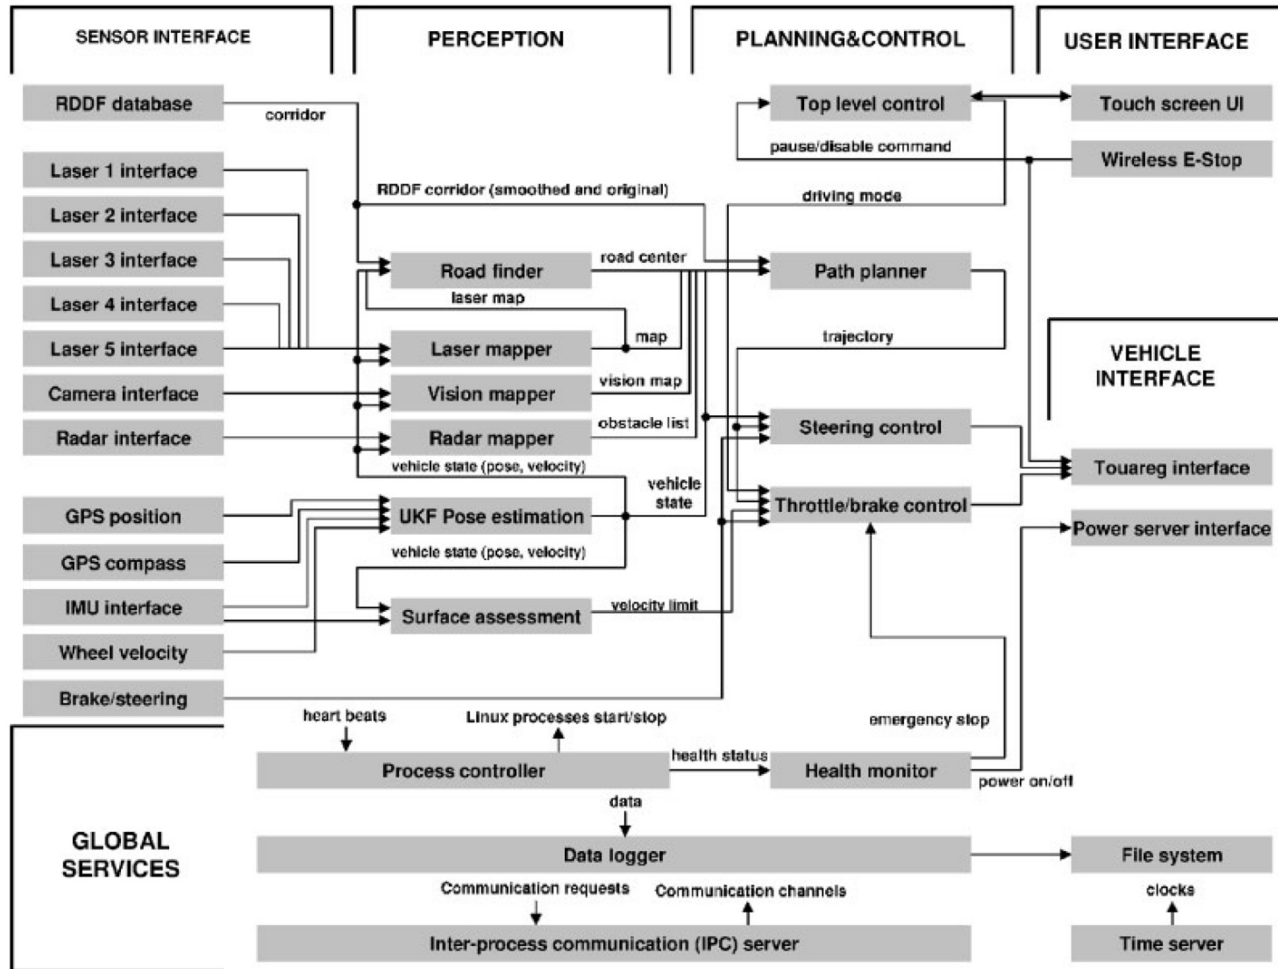 SENSOR INTERFACE
PERCEPTION
PLANNING&CONTROL
USER INTERFACE
RDDF database
corridor
Top level control
Touch screen UI
pause/disable command
Wireless E-Stop
Laser 1 interface
RDDF corridor (smoothed and original)
driving mode
Laser 2 interface
Laser 3 interface
Road finder
road center
Path planner
laser map
Laser 4 interface
trajectory
Laser 5 interface
Laser mapper
map
VEHICLE
INTERFACE
Camera interface
Vision mapper
vision map
obstacle list
Radar interface
Radar mapper
Steering control
vehicle state (pose, velocity)
vehicle
state
Touareg interface
GPS position
UKF Pose estimation
Throttle/brake control
Power server interface
vehicle state (pose, velocity)
GPS compass
IMU interface
Surface assessment
velocity limit
Wheel velocity
Brake/steering
heart beats
Linux processes start/stop
emergency stop
health status
Process controller
Health monitor
power on/off
data
GLOBAL
SERVICES
Data logger
File system
Communication requests
Communication channels
clocks
Inter-process communication (IPC) server
Time server